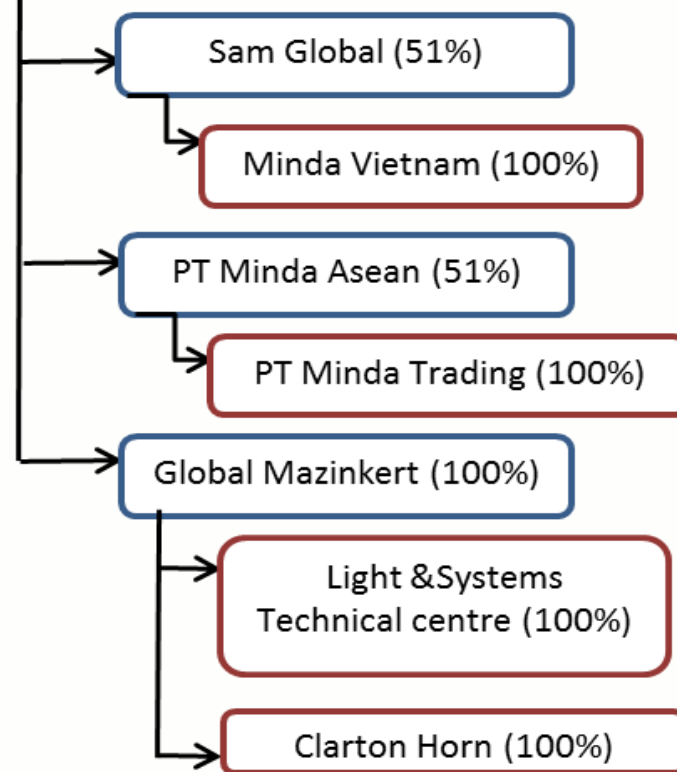 Sam Global (51%)
Minda Vietnam (100%)
PT Minda Asean (51%)
PT Minda Trading (100%)
Global Mazinkert (100%)
Light &Systems
Technical centre (100%)
Clarton Horn (100%)